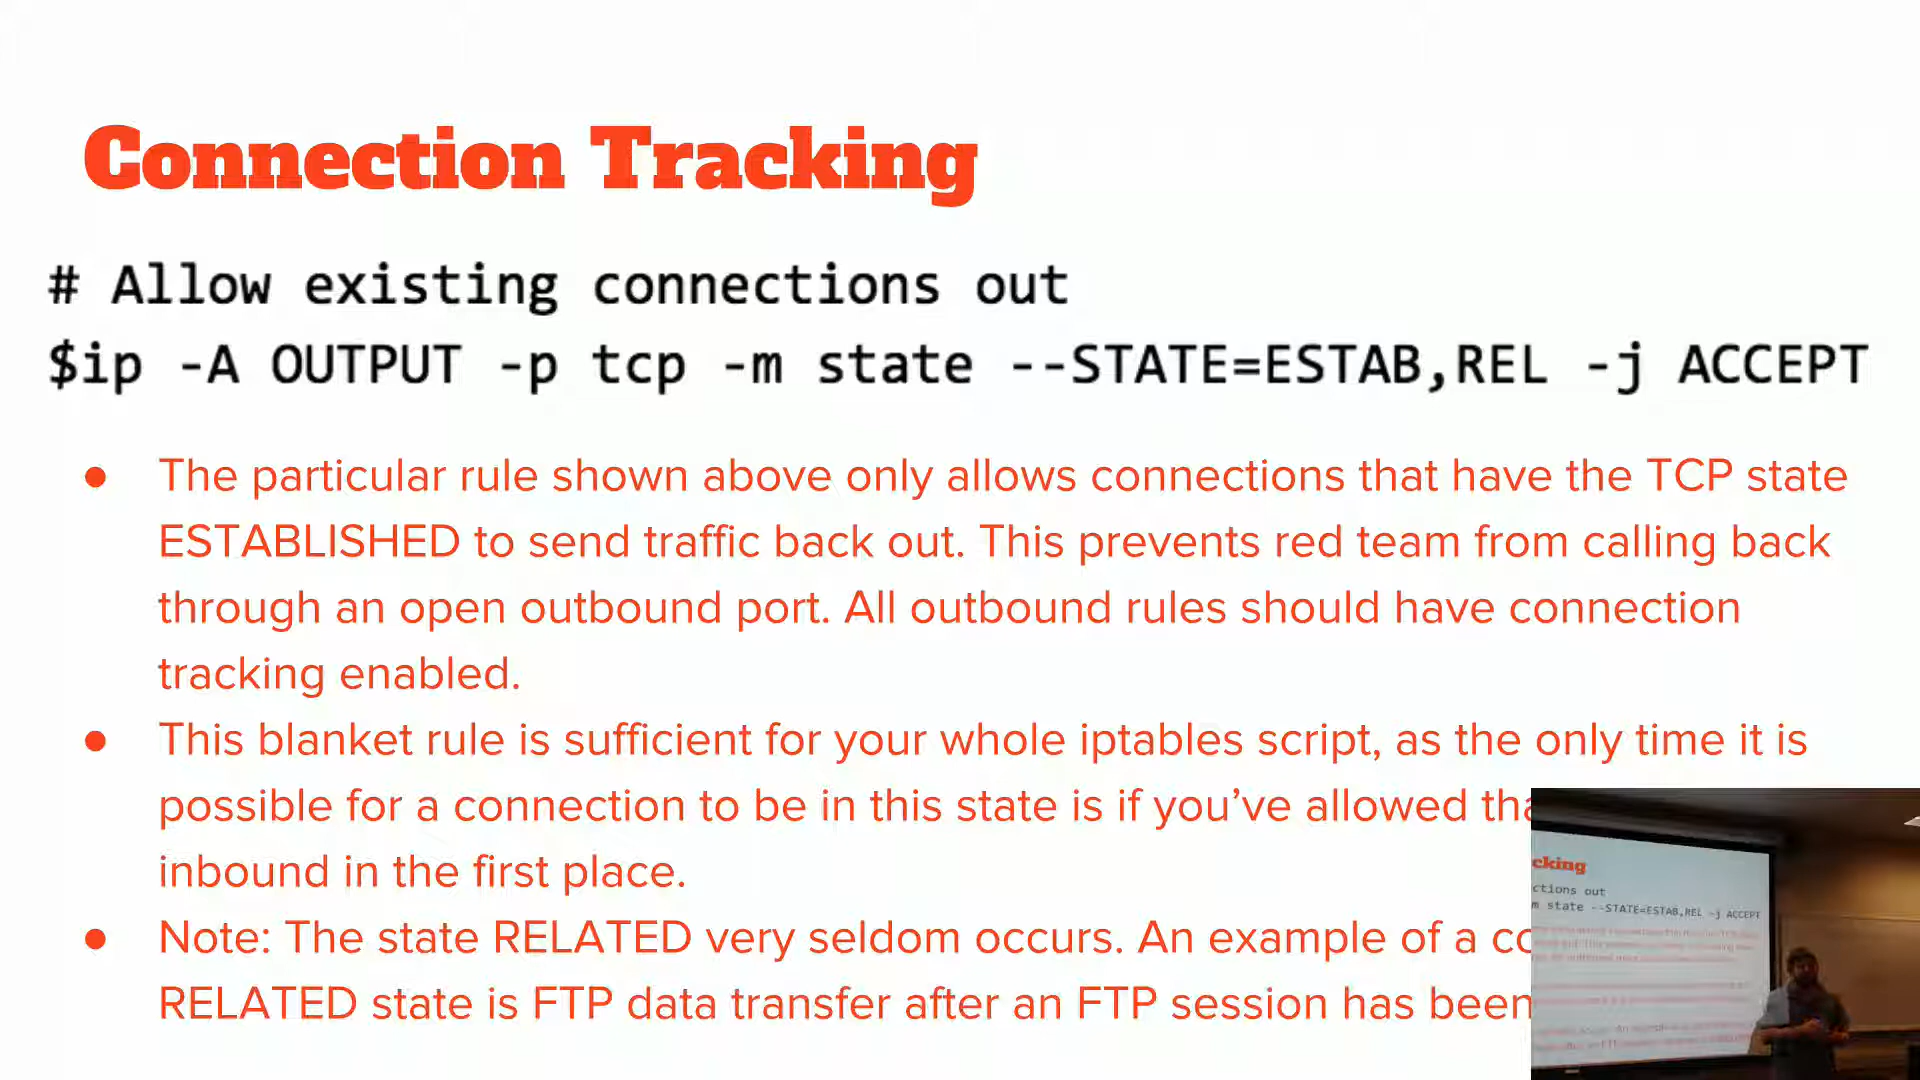 Connection Tracking
# Allow existing connections out
$ip -A OUTPUT -p tcp -m state --STATE=ESTAB,REL -j ACCEPT
● The particular rule shown above only allows connections that have the TCP state
ESTABLISHED to send traffic back out. This prevents red team from calling back
through an open outbound port. All outbound rules should have connection
tracking enabled.
● This blanket rule is sufficient for your whole iptables script, as the only time it is
possible for a connection to be in this state is if you’ve allowed
inbound in the first place.
● Note: The state RELATED very seldom occurs. An example of a
RELATED state is FTP data transfer after an FTP session has been
cking
ctions out
m state --STATE=ESTAB,REL -j ACCEPT